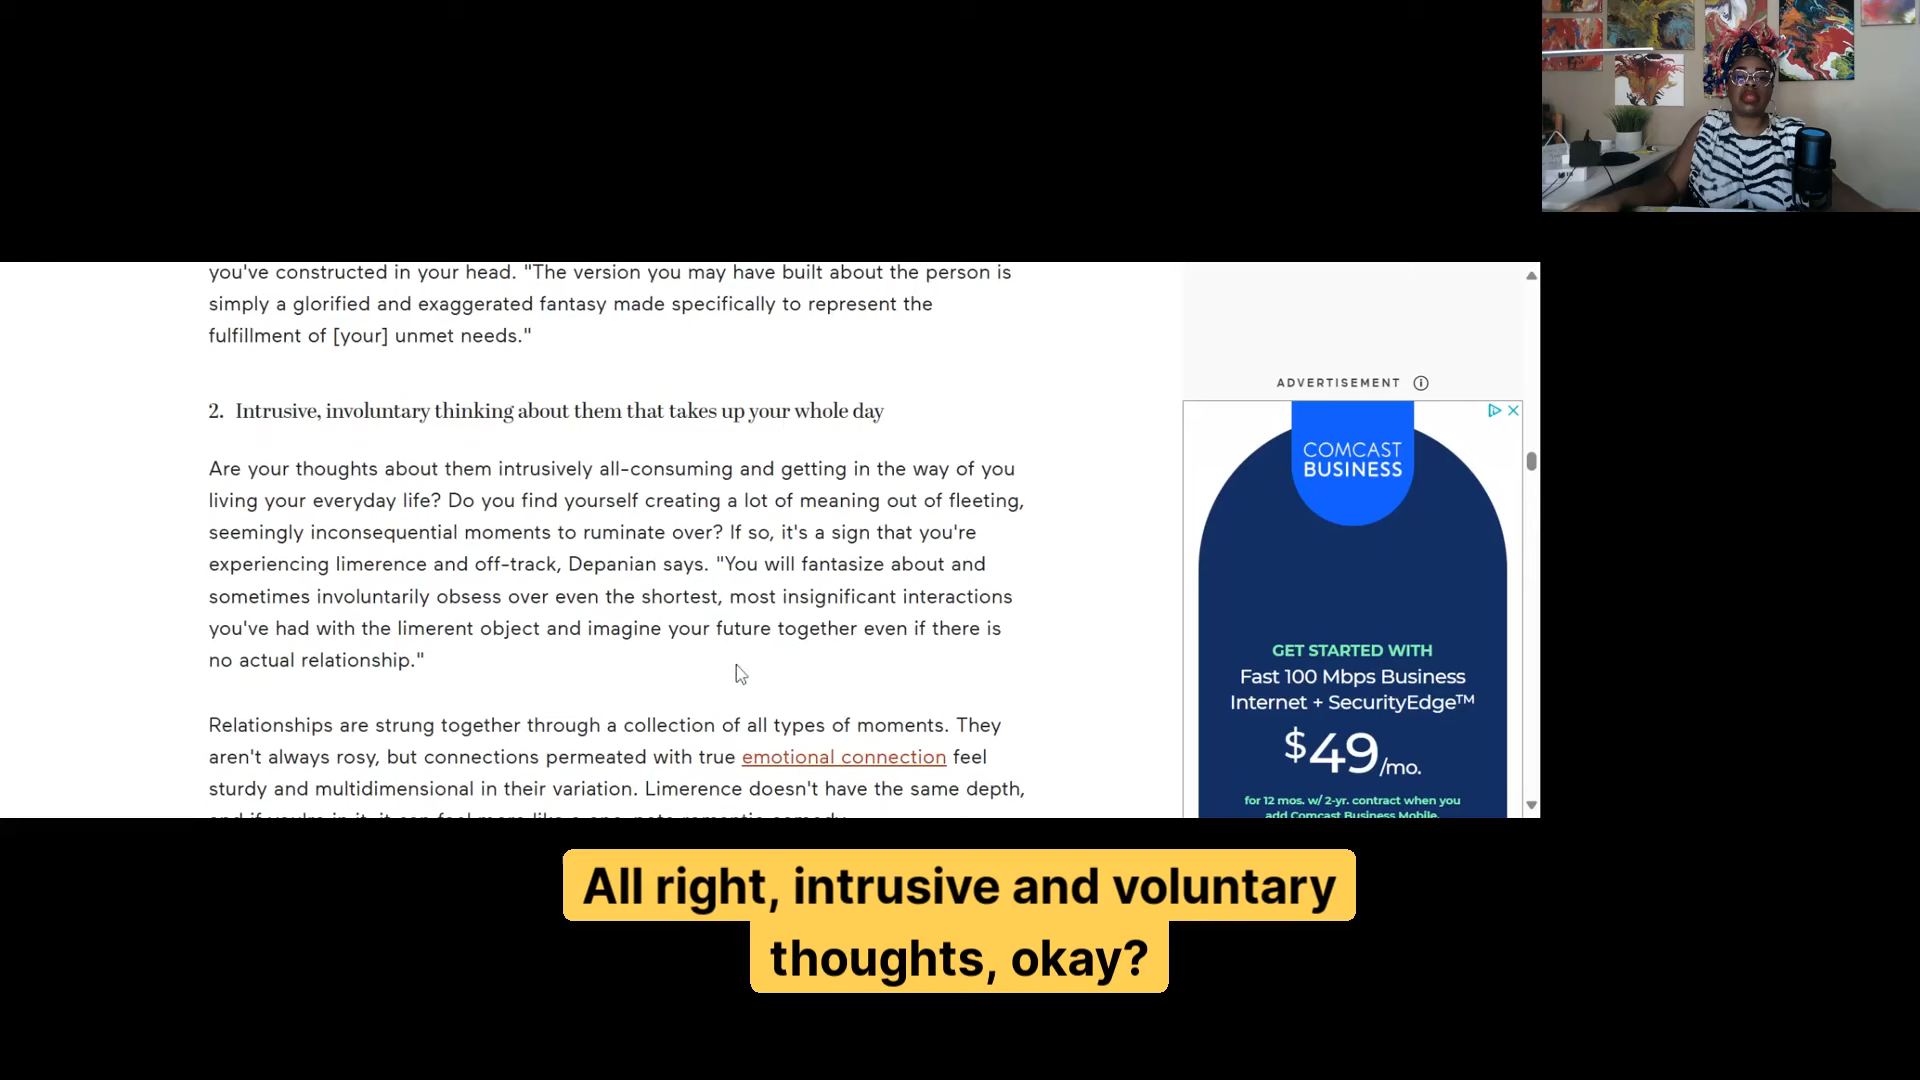 you've constructed in your head. "The version you may have built about the person is
simply a glorified and exaggerated fantasy made specifically to represent the
fulfillment of [your] unmet needs."
2. Intrusive, involuntary thinking about them that takes up your whole day
Are your thoughts about them intrusively all-consuming and getting in the way of you
living your everyday life? Do you find yourself creating a lot of meaning out of fleeting,
seemingly inconsequential moments to ruminate over? If so, it's a sign that you're
experiencing limerence and off-track, Depanian says. "You will fantasize about and
sometimes involuntarily obsess over even the shortest, most insignificant interactions
you've had with the limerent object and imagine your future together even if there is
no actual relationship."
Relationships are strung together through a collection of all types of moments. They
aren't always rosy, but connections permeated with true emotional connection feel
sturdy and multidimensional in their variation. Limerence doesn't have the same depth,
ADVERTISEMENT
COMCAST
BUSINESS
GET STARTED WITH
Fast 100 Mbps Business
Internet + SecurityEdge™
$49/mo.
for 12 mos. w/ 2-yr. contract when you
add Comcast Business Mobile.
All right, intrusive and voluntary
thoughts, okay?